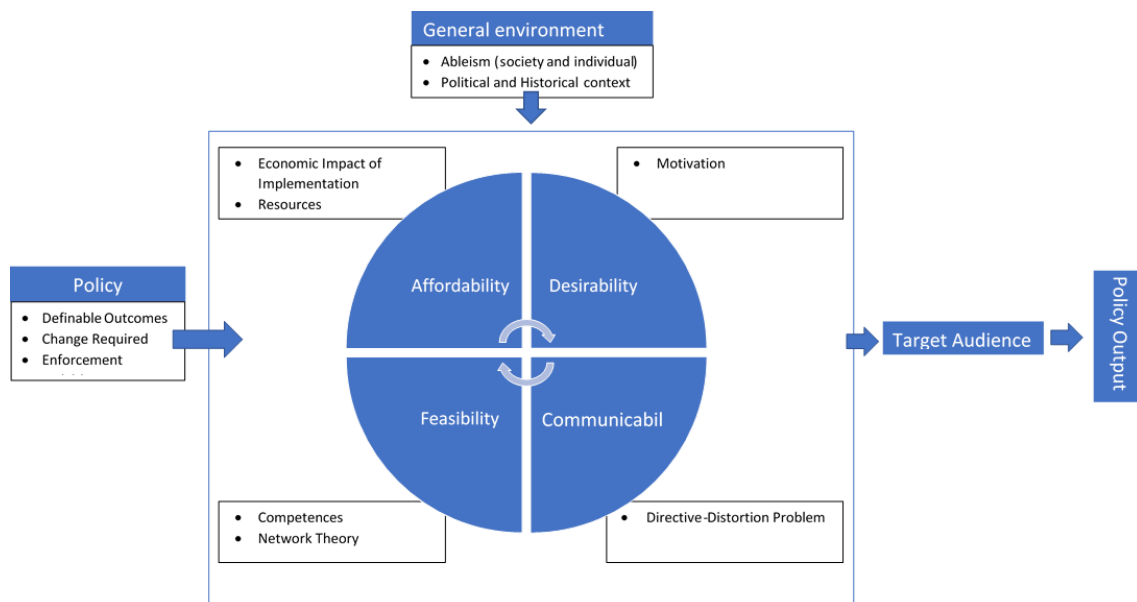 General environment
• Ableism (society and individual)
• Political and Historical context
• Economic Impact of
Implementation
• Resources
• Motivation
Affordability
Desirability
Policy
• Definable Outcomes
• Change Required
• Enforcement
Target Audience
Policy Output
Feasibility
Communicabil
• Competences
• Network Theory
• Directive-Distortion Problem